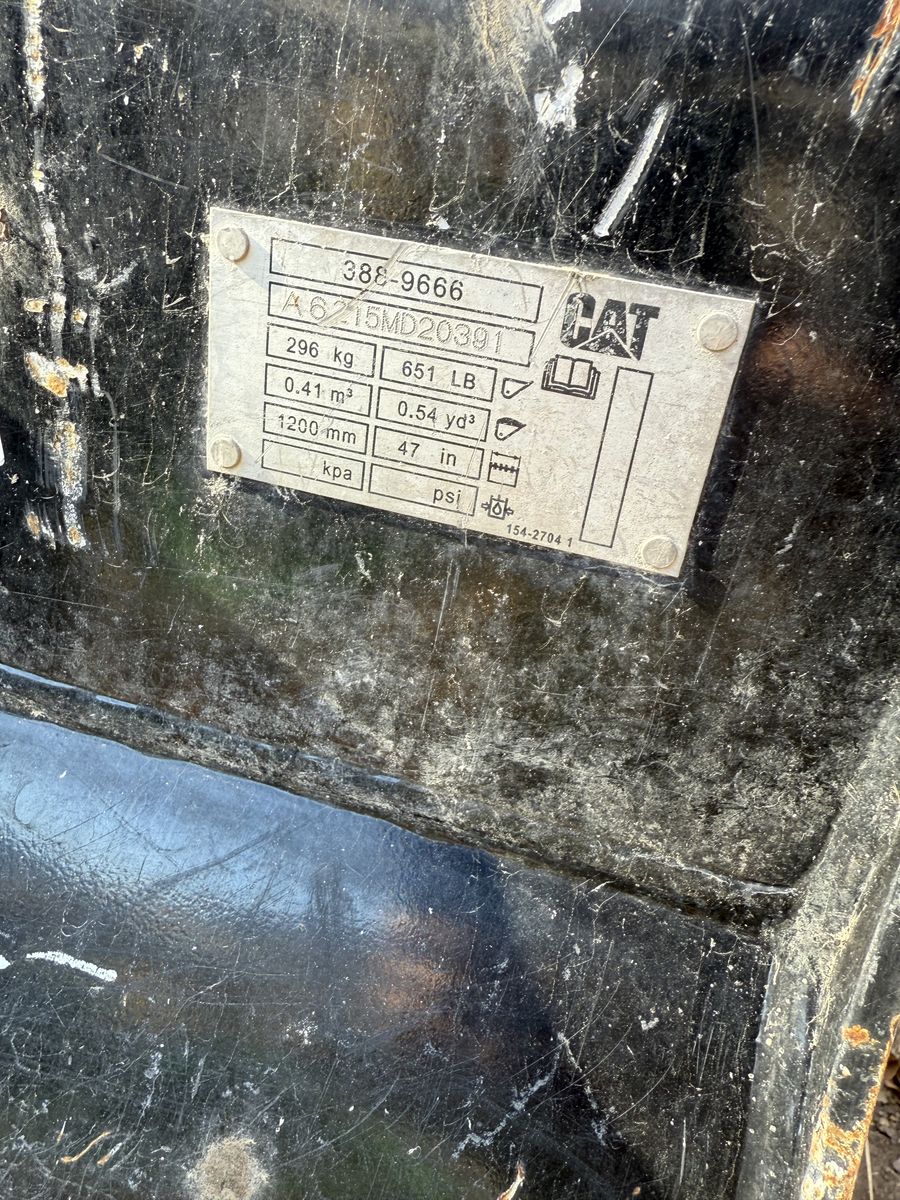 388-9666
A6215MD20391
CAT
296 kg 651 LB
0.41 m³ 0.54 yd³
1200 mm 47 in
kpa psi
154-2704 1